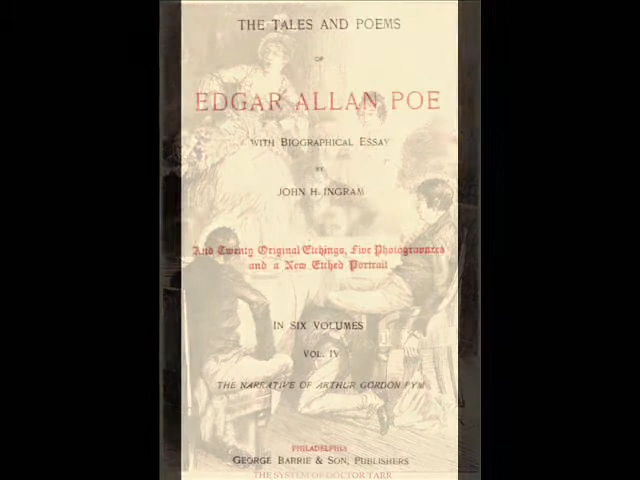 THE TALES AND POEMS
OF
EDGAR ALLAN POE
WITH BIOGRAPHICAL ESSAY
BY
JOHN H. INGRAM
And Twenty Original Etchings, Five Photogravures
and a New Etched Portrait
IN SIX VOLUMES
VOL. IV
THE NARRATIVE OF ARTHUR GORDON PYM
PHILADELPHIA
GEORGE BARRIE & SON, PUBLISHERS
THE SYSTEM OF DOCTOR TARR